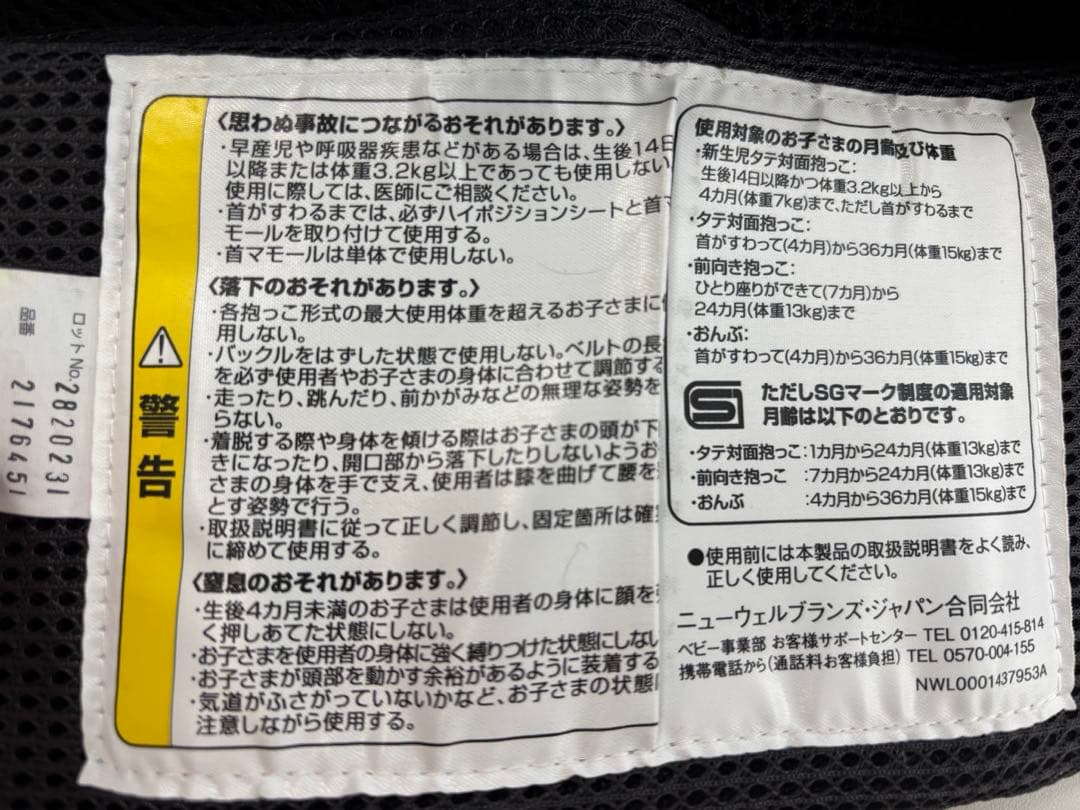 〈思わぬ事故につながるおそれがあります。〉
・早産児や呼吸器疾患などがある場合は、生後14日
以降または体重3.2kg以上であっても使用しない
使用に際しては、医師にご相談ください。
・首がすわるまでは、必ずハイポジションシートと首マ
モールを取り付けて使用する。
・首マモールは単体で使用しない。
〈落下のおそれがあります。〉
・各抱っこ形式の最大使用体重を超えるお子さまに使
用しない。
・バックルをはずした状態で使用しない。ベルトの長
を必ず使用者やお子さまの身体に合わせて調節する
・走ったり、跳んだり、前かがみなどの無理な姿勢を
らない。
・着脱する際や身体を傾ける際はお子さまの頭が下
きになったり、開口部から落下したりしないようお
さまの身体を手で支え、使用者は膝を曲げて腰を
とす姿勢で行う。
・取扱説明書に従って正しく調節し、固定箇所は確実
に締めて使用する。
〈窒息のおそれがあります。〉
・生後4カ月未満のお子さまは使用者の身体に顔を強
く押しあてた状態にしない。
・お子さまを使用者の身体に強く縛りつけた状態にしない
・お子さまが頭部を動かす余裕があるように装着する
・気道がふさがっていないかなど、お子さまの状態に
注意しながら使用する。
警告
使用対象のお子さまの月齢及び体重
・新生児タテ対面抱っこ:
生後14日以降かつ体重3.2kg以上から
4カ月(体重7kg)まで、ただし首がすわるまで
・タテ対面抱っこ:
首がすわって(4カ月)から36カ月(体重15kg)まで
・前向き抱っこ:
ひとり座りができて(7カ月)から
24カ月(体重13kg)まで
・おんぶ:
首がすわって(4カ月)から36カ月(体重15kg)まで
ただしSGマーク制度の適用対象
月齢は以下のとおりです。
・タテ対面抱っこ:1カ月から24カ月(体重13kg)まで
・前向き抱っこ :7カ月から24カ月(体重13kg)まで
・おんぶ :4カ月から36カ月(体重15kg)まで
●使用前には本製品の取扱説明書をよく読み、
正しく使用してください。
ニューウェルブランズ・ジャパン合同会社
ベビー事業部 お客様サポートセンター TEL 0120-415-814
携帯電話から(通話料お客様負担) TEL 0570-004-155
NWL0001437953A
ロットNo. 2820231
品番 2176451